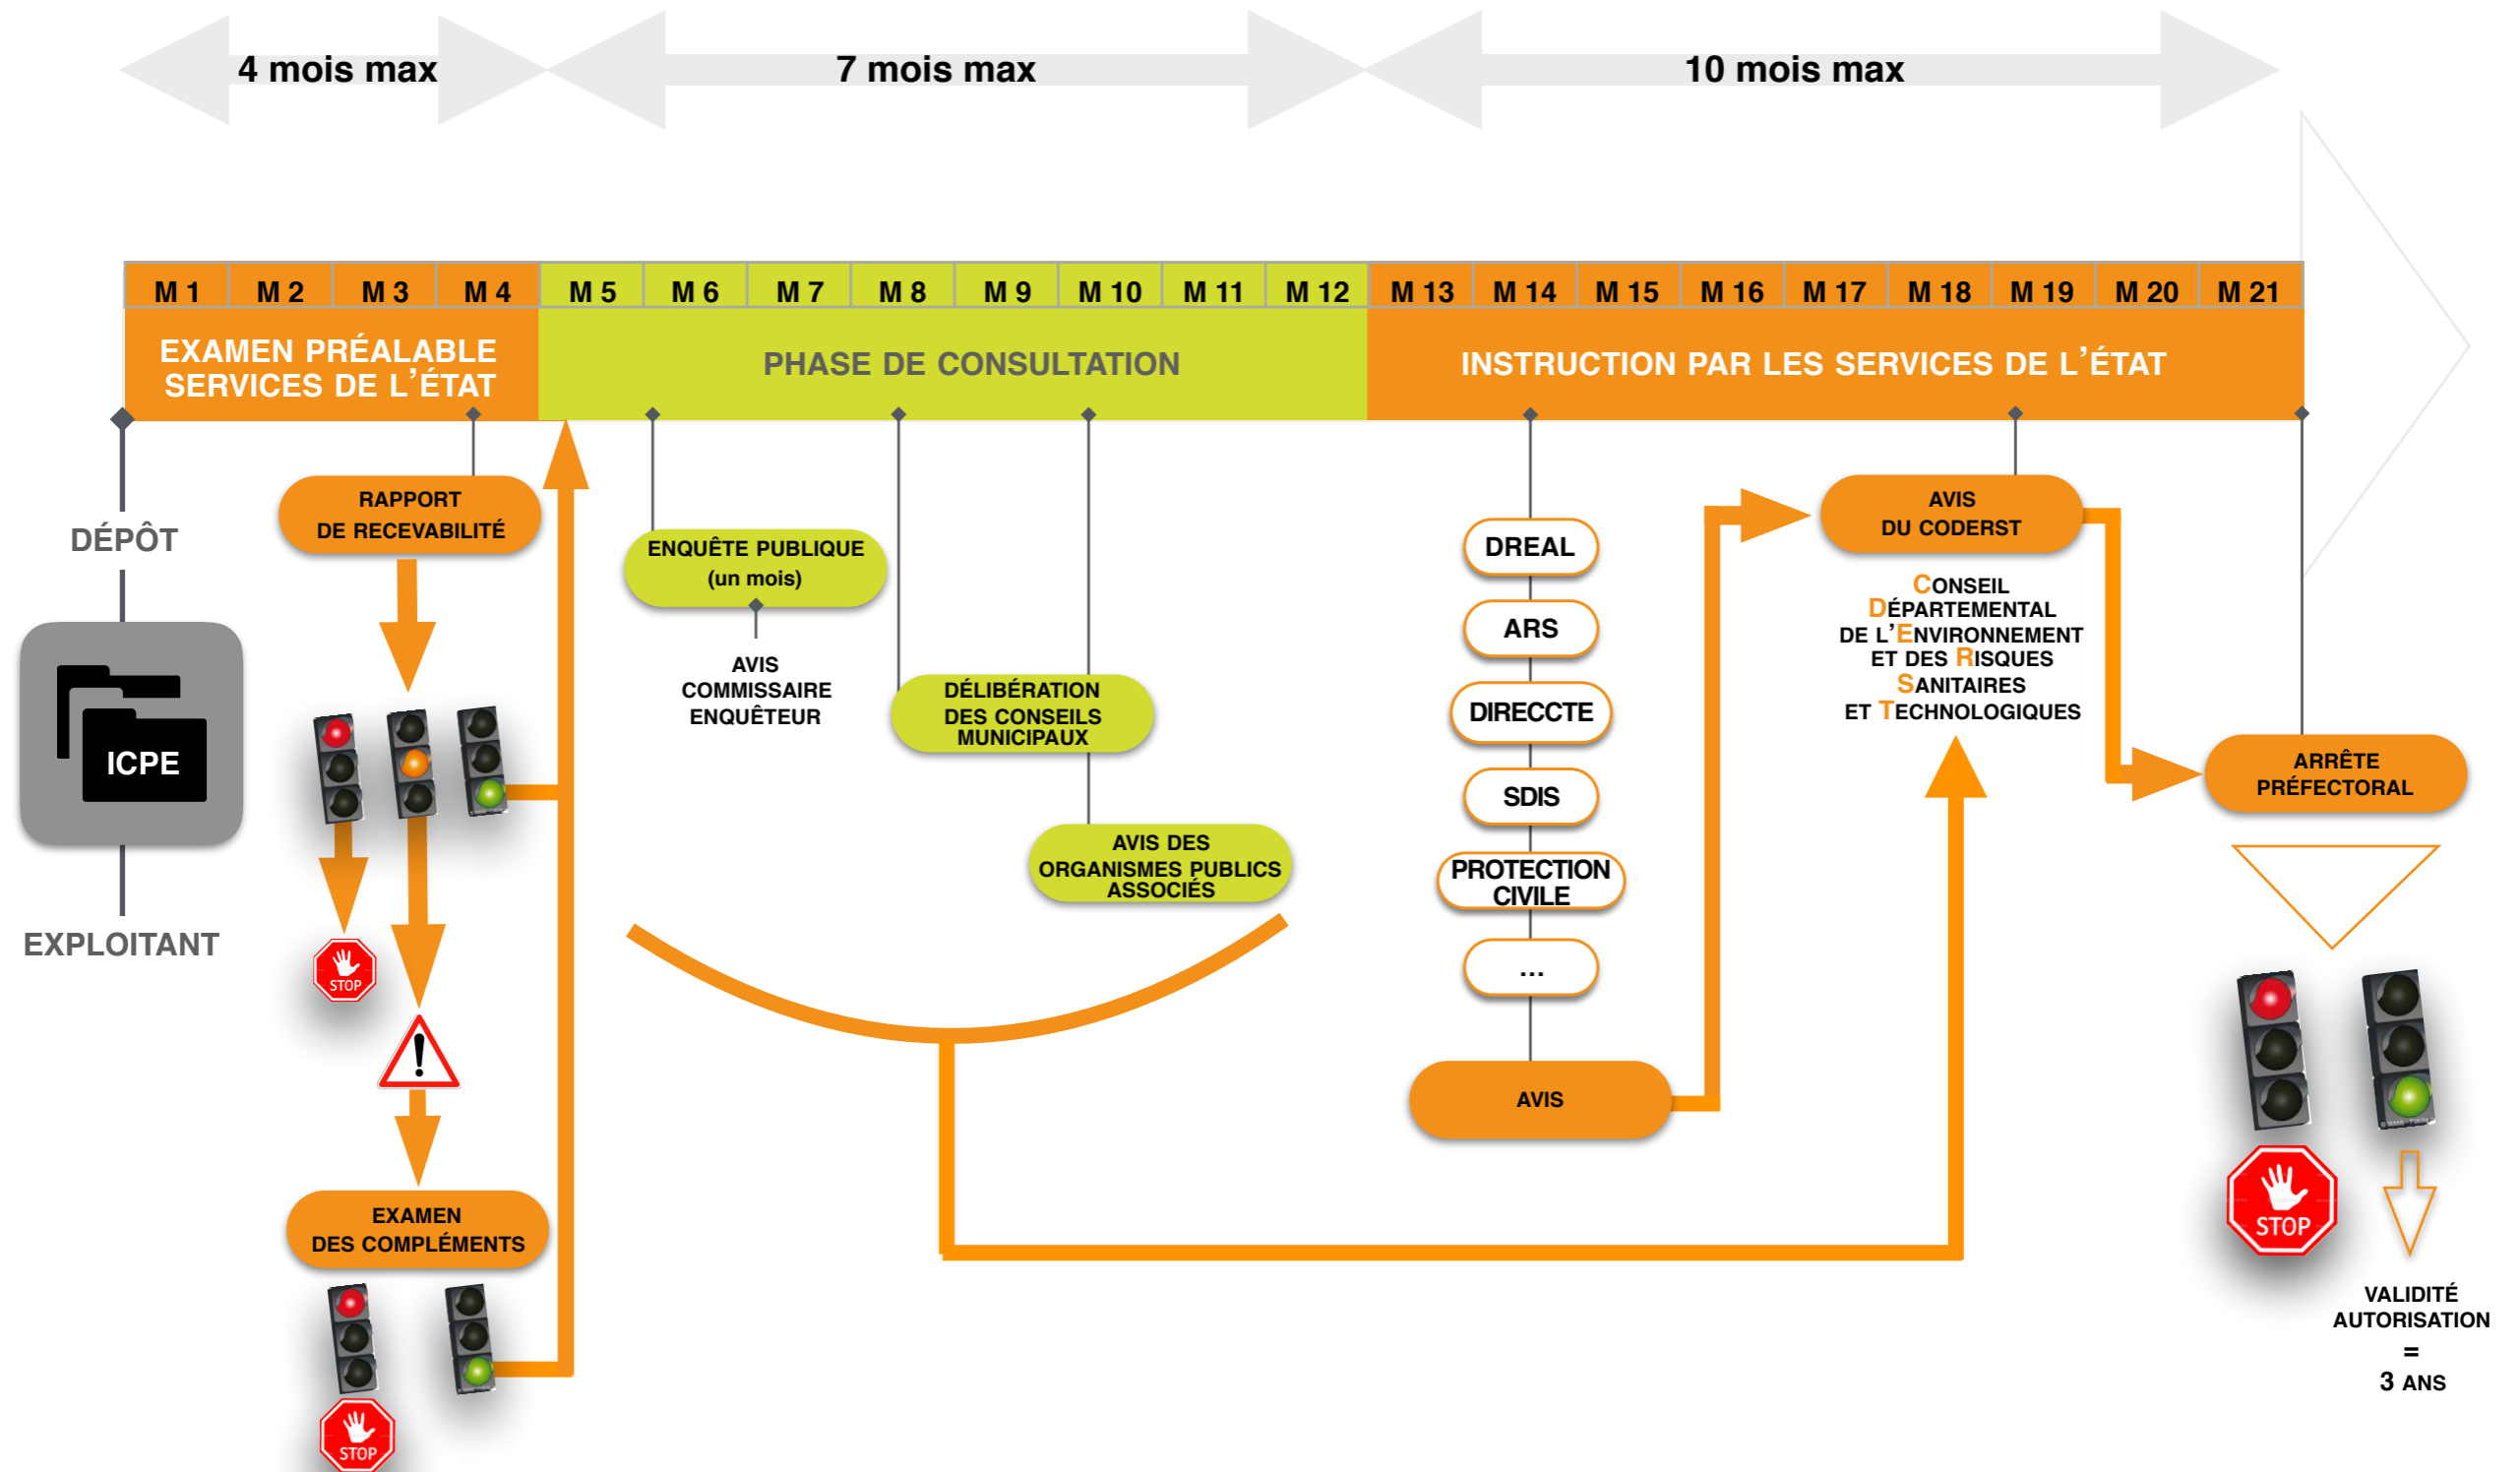 4 mois max
7 mois max
10 mois max
M 1 M 2 M 3 M 4 M 5 M 6 M 7 M 8 M 9 M 10 M 11 M 12 M 13 M 14 M 15 M 16 M 17 M 18 M 19 M 20 M 21
EXAMEN PRÉALABLE
SERVICES DE L'ÉTAT
PHASE DE CONSULTATION
INSTRUCTION PAR LES SERVICES DE L'ÉTAT
DÉPÔT
ICPE
EXPLOITANT
RAPPORT
DE RECEVABILITÉ
STOP
EXAMEN
DES COMPLÉMENTS
STOP
ENQUÊTE PUBLIQUE
(un mois)
AVIS
COMMISSAIRE
ENQUÊTEUR
DÉLIBÉRATION
DES CONSEILS
MUNICIPAUX
AVIS DES
ORGANISMES PUBLICS
ASSOCIÉS
DREAL
ARS
DIRECCTE
SDIS
PROTECTION
CIVILE
...
AVIS
AVIS
DU CODERST
CONSEIL
DÉPARTEMENTAL
DE L'ENVIRONNEMENT
ET DES RISQUES
SANITAIRES
ET TECHNOLOGIQUES
ARRÊTE
PRÉFECTORAL
STOP
VALIDITÉ
AUTORISATION
=
3 ANS